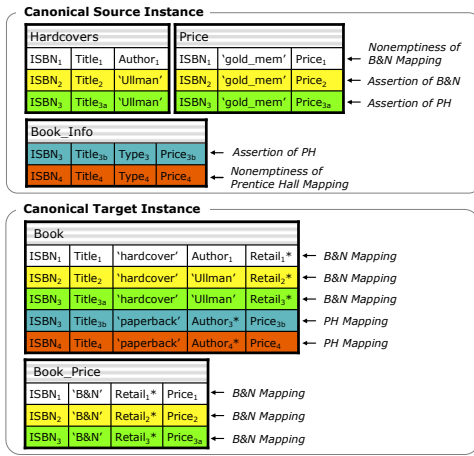 Canonical Source Instance
Hardcovers Price
ISBN₁ Title₁ Author₁ ISBN₁ ‘gold_mem’ Price₁ Nonemptiness of B&N Mapping
ISBN₂ Title₂ ‘Ullman’ ISBN₂ ‘gold_mem’ Price₂ Assertion of B&N
ISBN₃ Title₃ₐ ‘Ullman’ ISBN₃ ‘gold_mem’ Price₃ₐ Assertion of PH
Book_Info
ISBN₃ Title₃b Type₃ Price₃b Assertion of PH
ISBN₄ Title₄ Type₄ Price₄ Nonemptiness of Prentice Hall Mapping
Canonical Target Instance
Book
ISBN₁ Title₁ ‘hardcover’ Author₁ Retail₁* B&N Mapping
ISBN₂ Title₂ ‘hardcover’ ‘Ullman’ Retail₂* B&N Mapping
ISBN₃ Title₃ₐ ‘hardcover’ ‘Ullman’ Retail₃* B&N Mapping
ISBN₃ Title₃b ‘paperback’ Author₃* Price₃b PH Mapping
ISBN₄ Title₄ ‘paperback’ Author₄* Price₄ PH Mapping
Book_Price
ISBN₁ ‘B&N’ Retail₁* Price₁ B&N Mapping
ISBN₂ ‘B&N’ Retail₂* Price₂ B&N Mapping
ISBN₃ ‘B&N’ Retail₃* Price₃ₐ B&N Mapping